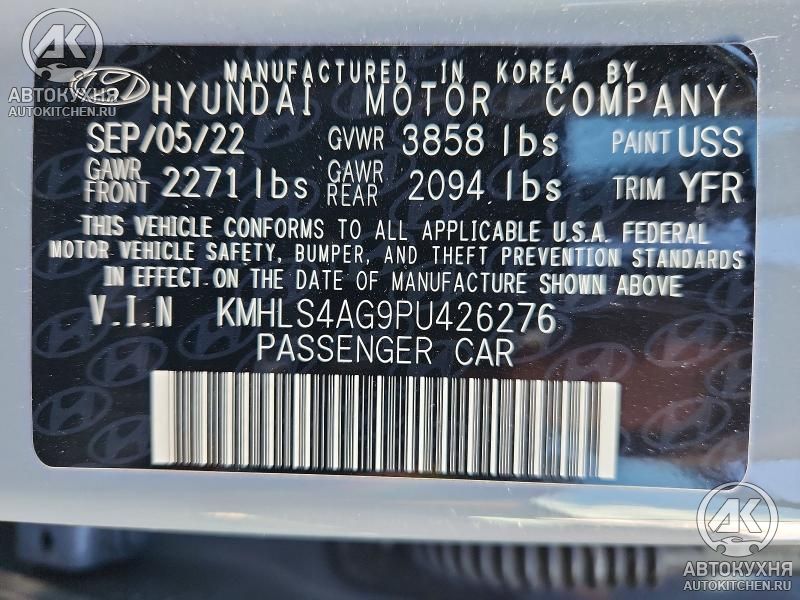 AK
АВТОКУХНЯ
AUTOKITCHEN.RU
MANUFACTURED IN KOREA BY
HYUNDAI MOTOR COMPANY
SEP/05/22 GVWR 3858 lbs PAINT USS
GAWR FRONT 2271 lbs GAWR REAR 2094 lbs TRIM YFR
THIS VEHICLE CONFORMS TO ALL APPLICABLE U.S.A. FEDERAL
MOTOR VEHICLE SAFETY, BUMPER, AND THEFT PREVENTION STANDARDS
IN EFFECT ON THE DATE OF MANUFACTURE SHOWN ABOVE
V.I.N KMHLS4AG9PU426276
PASSENGER CAR
AK
АВТОКУХНЯ
AUTOKITCHEN.RU